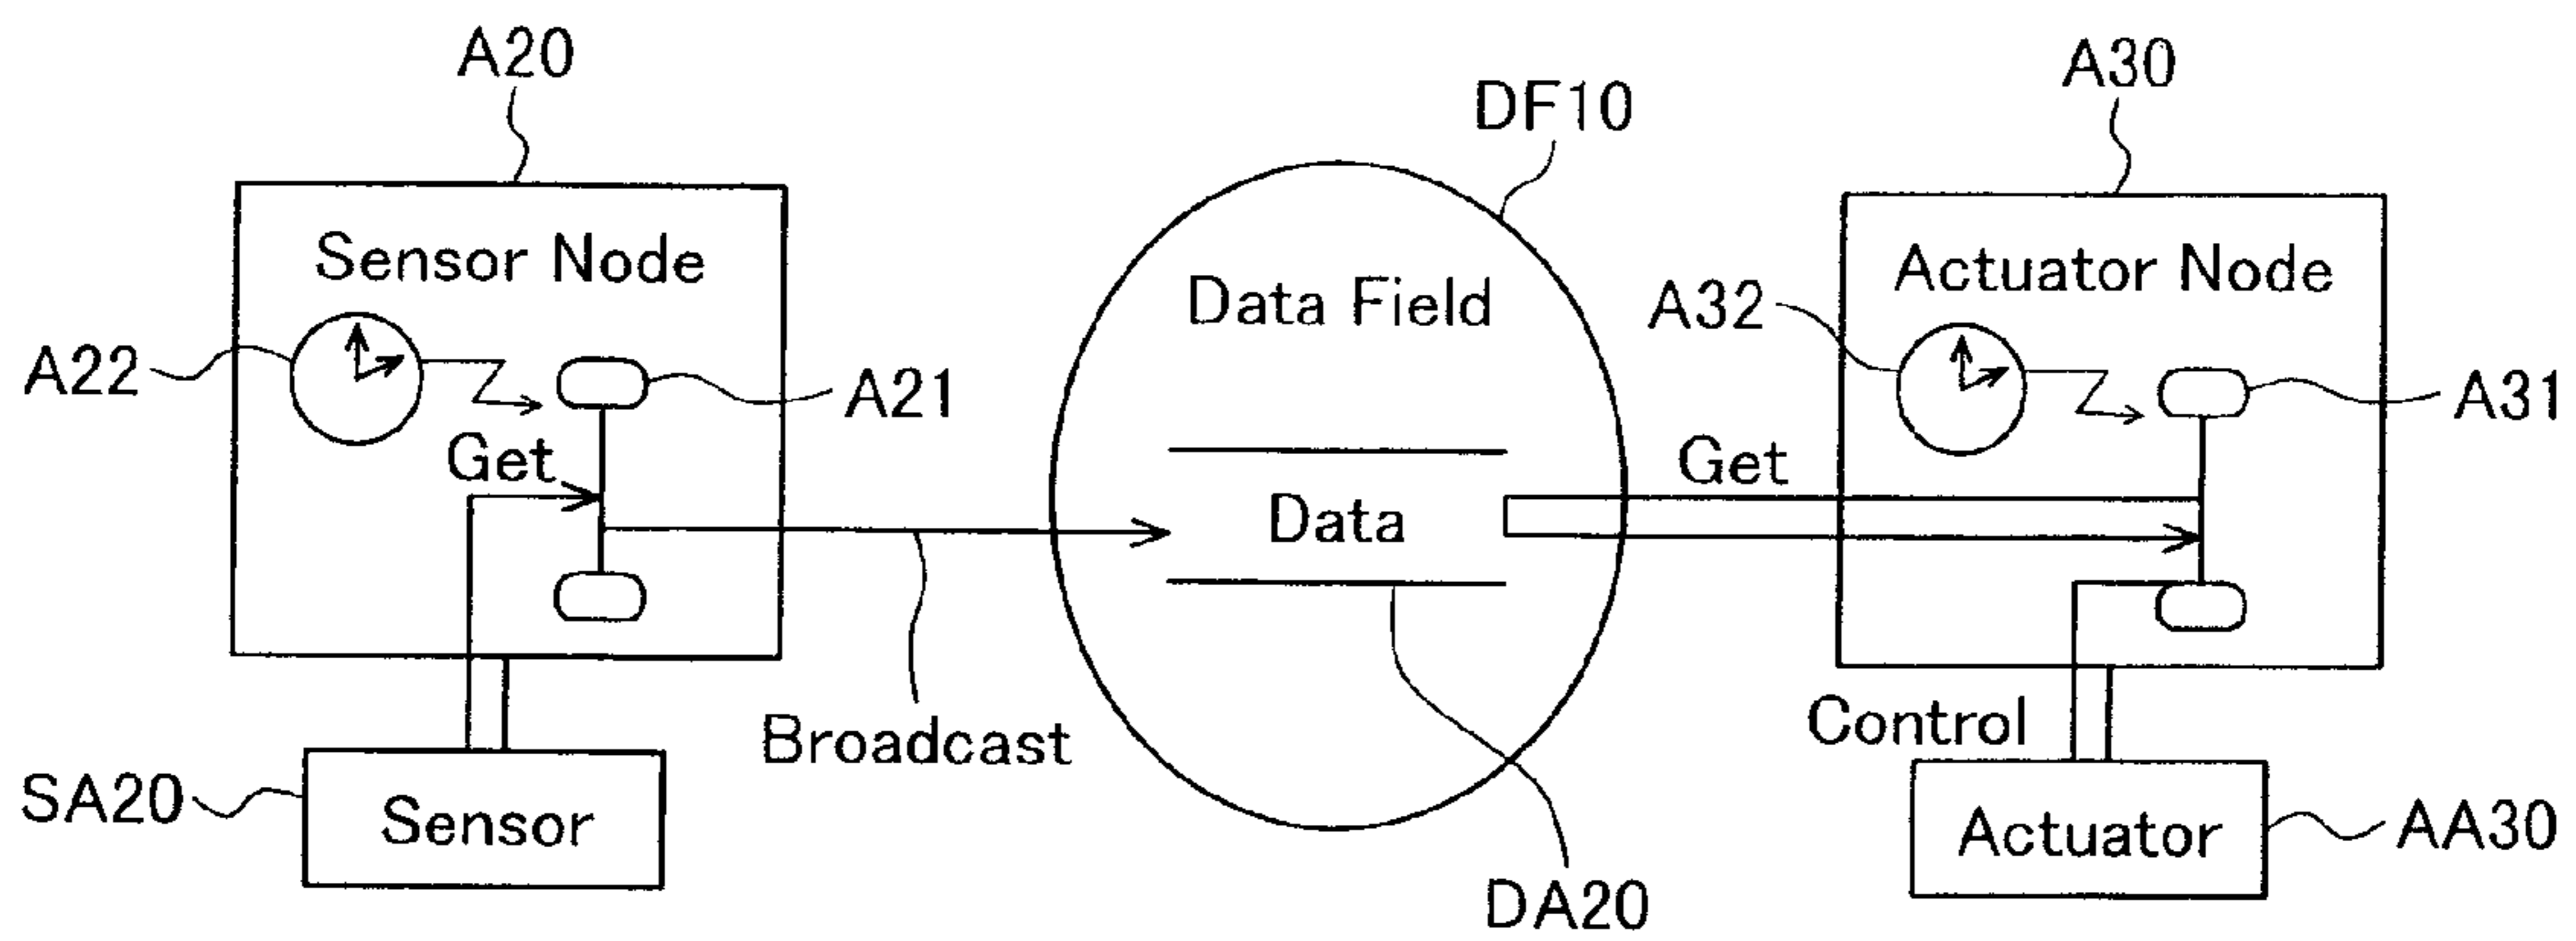 A20
A30
DF10
Sensor Node
Data Field
Actuator Node
A22
A21
A32
A31
Get
Get
Data
Broadcast
Control
SA20
Sensor
Actuator
AA30
DA20